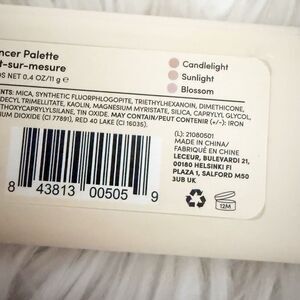 ncer Palette
t-sur-mesure
DS NET 0.4 OZ/11 g ℮
Candlelight
Sunlight
Blossom
ENTS: MICA, SYNTHETIC FLUORPHLOGOPITE, TRIETHYLHEXANOIN, DIMETHICONE,
DECYL TRIMELLITATE, KAOLIN, MAGNESIUM MYRISTATE, SILICA, CAPRYLYL GLYCOL,
THOXYCAPRYLYLSILANE, TIN OXIDE. MAY CONTAIN/PEUT CONTENIR (+/-): IRON
IUM DIOXIDE (CI 77891), RED 40 LAKE (CI 16035).
8 43813 00505 9
(L): 21080501
MADE IN CHINA/
FABRIQUÉ EN CHINE
LECEUR, BULEVARDI 21,
00180 HELSINKI FI
PLAZA 1, SALFORD M50
3UB UK
12M